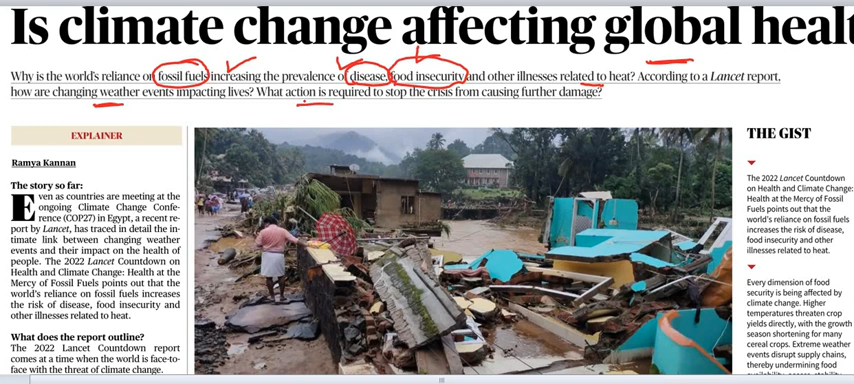 Is climate change affecting global healt
Why is the world's reliance on fossil fuels increasing the prevalence of disease, food insecurity and other illnesses related to heat? According to a Lancet report,
how are changing weather events impacting lives? What action is required to stop the crisis from causing further damage?
EXPLAINER
Ramya Kannan
The story so far:
Even as countries are meeting at the
ongoing Climate Change Confe-
rence (COP27) in Egypt, a recent re-
port by Lancet, has traced in detail the in-
timate link between changing weather
events and their impact on the health of
people. The 2022 Lancet Countdown on
Health and Climate Change: Health at the
Mercy of Fossil Fuels points out that the
world's reliance on fossil fuels increases
the risk of disease, food insecurity and
other illnesses related to heat.
What does the report outline?
The 2022 Lancet Countdown report
comes at a time when the world is face-to-
face with the threat of climate change.
THE GIST
The 2022 Lancet Countdown
on Health and Climate Change:
Health at the Mercy of Fossil
Fuels points out that the
world's reliance on fossil fuels
increases the risk of disease,
food insecurity and other
illnesses related to heat.
Every dimension of food
security is being affected by
climate change. Higher
temperatures threaten crop
yields directly, with the growth
season shortening for many
cereal crops. Extreme weather
events disrupt supply chains,
thereby undermining food